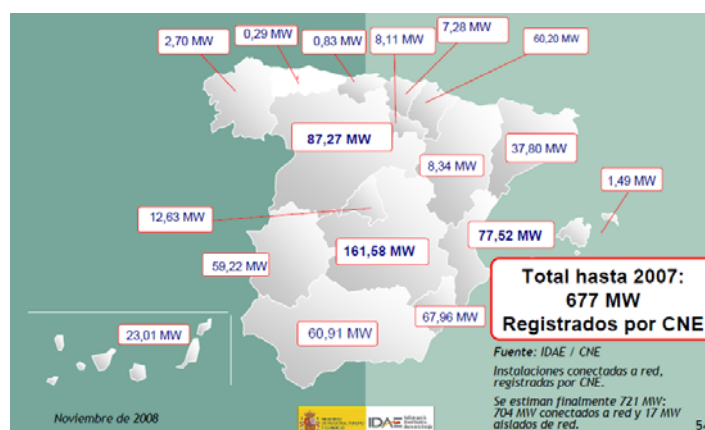 2,70 MW
0,29 MW
0,83 MW
8,11 MW
7,28 MW
60,20 MW
87,27 MW
8,34 MW
37,80 MW
1,49 MW
12,63 MW
161,58 MW
77,52 MW
59,22 MW
Total hasta 2007:
677 MW
Registrados por CNE
67,96 MW
60,91 MW
23,01 MW
Fuente: IDAE / CNE
Instalaciones conectadas a red,
registradas por CNE.
Se estiman finalmente 721 MW:
704 MW conectados a red y 17 MW
aislados de red.
Noviembre de 2008
IDAE